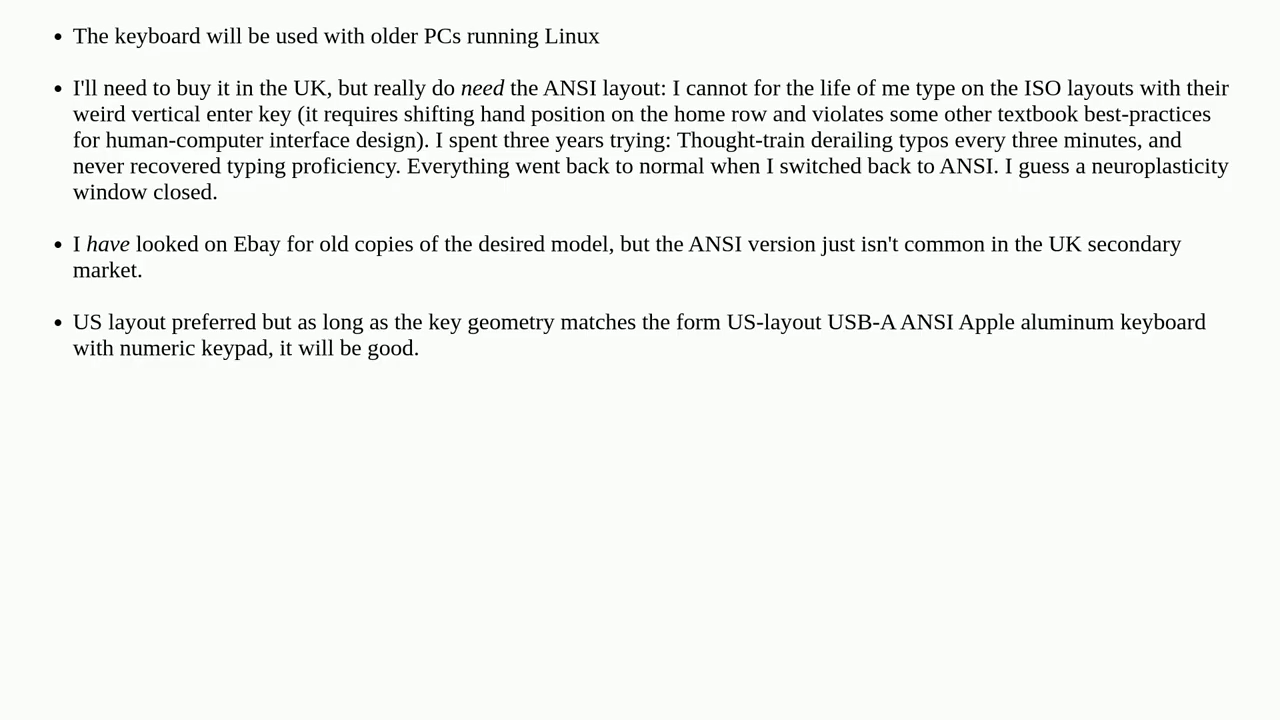 • The keyboard will be used with older PCs running Linux
• I'll need to buy it in the UK, but really do need the ANSI layout: I cannot for the life of me type on the ISO layouts with their
weird vertical enter key (it requires shifting hand position on the home row and violates some other textbook best-practices
for human-computer interface design). I spent three years trying: Thought-train derailing typos every three minutes, and
never recovered typing proficiency. Everything went back to normal when I switched back to ANSI. I guess a neuroplasticity
window closed.
• I have looked on Ebay for old copies of the desired model, but the ANSI version just isn't common in the UK secondary
market.
• US layout preferred but as long as the key geometry matches the form US-layout USB-A ANSI Apple aluminum keyboard
with numeric keypad, it will be good.